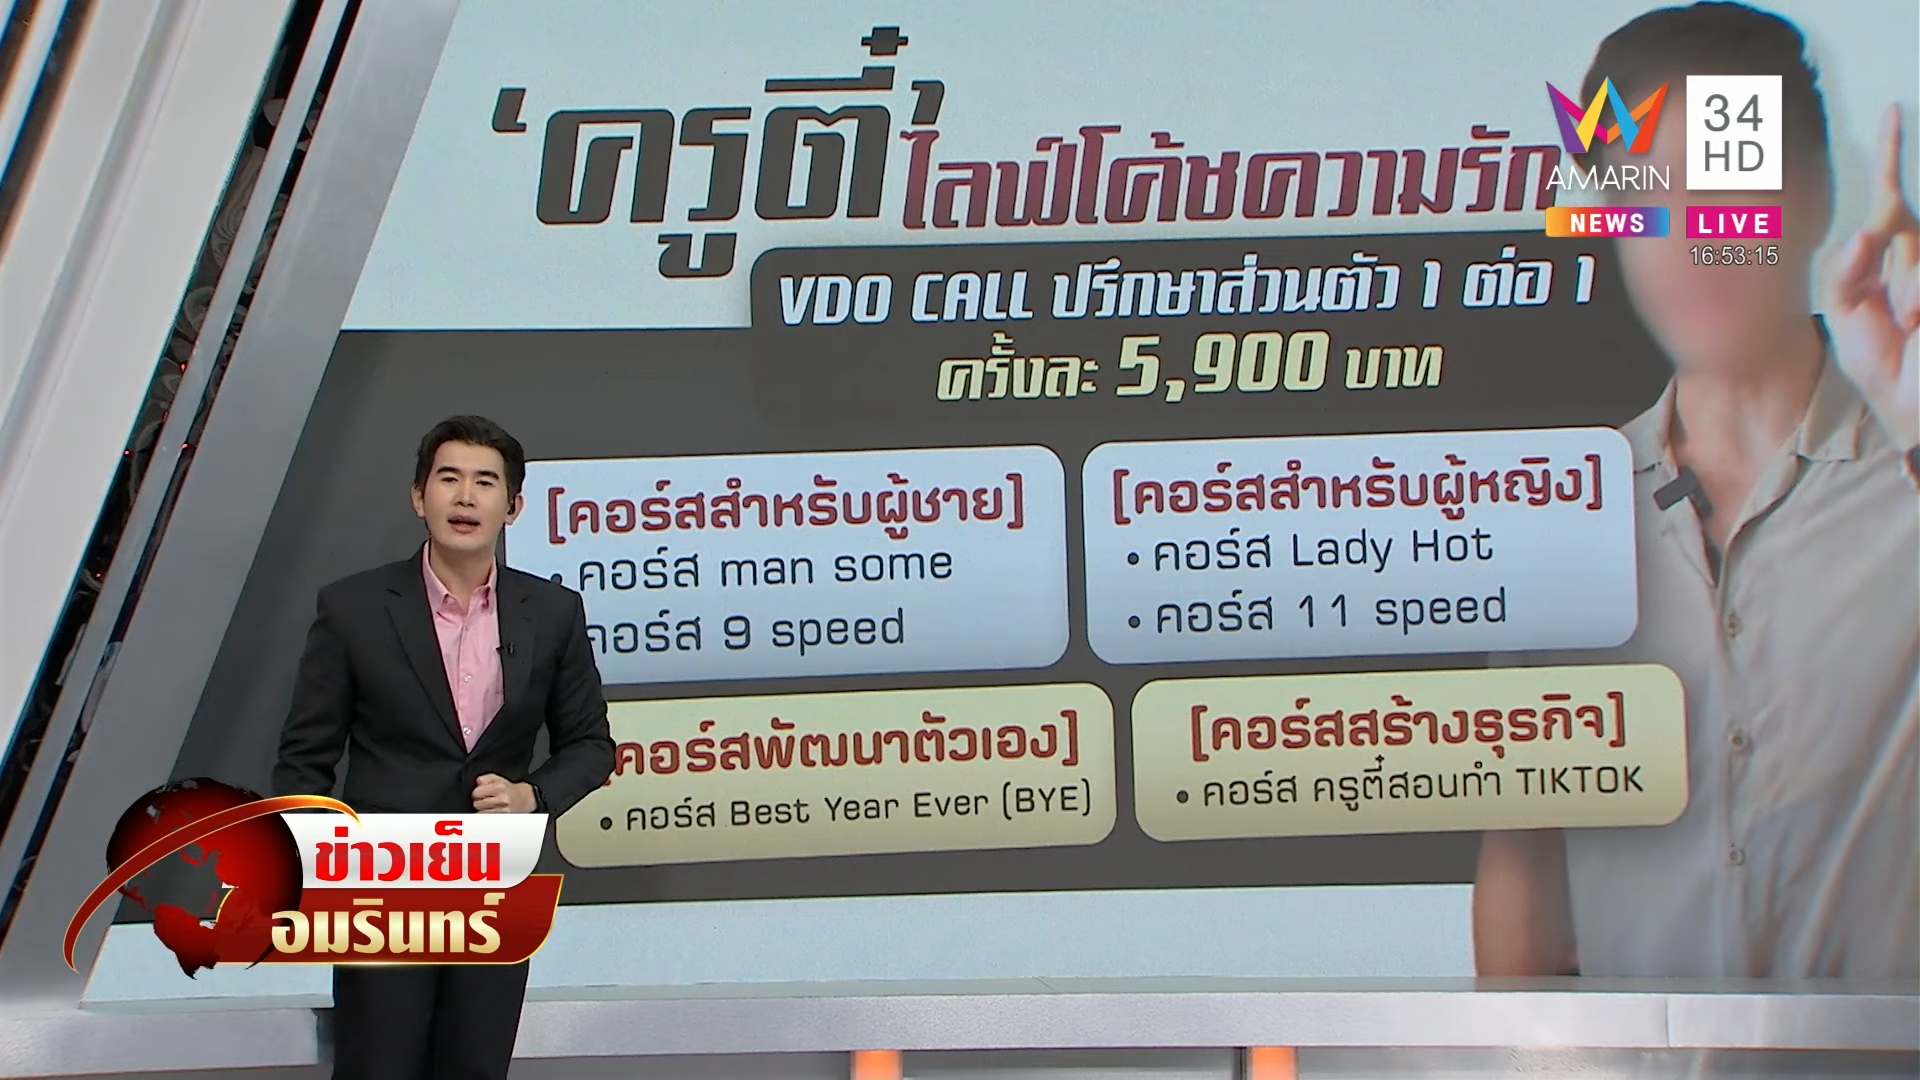 'ครูตี๋' ไลฟ์โค้ชความรัก
VDO CALL ปรึกษาส่วนตัว 1 ต่อ 1
ครั้งละ 5,900 บาท
[คอร์สสำหรับผู้ชาย]
• คอร์ส man some
คอร์ส 9 speed
[คอร์สสำหรับผู้หญิง]
• คอร์ส Lady Hot
• คอร์ส 11 speed
[คอร์สพัฒนาตัวเอง]
• คอร์ส Best Year Ever (BYE)
[คอร์สสร้างธุรกิจ]
• คอร์ส ครูตี๋สอนทำ TIKTOK
AMARIN
NEWS
34
HD
LIVE
16:53:15
ข่าวเย็น
อมรินทร์